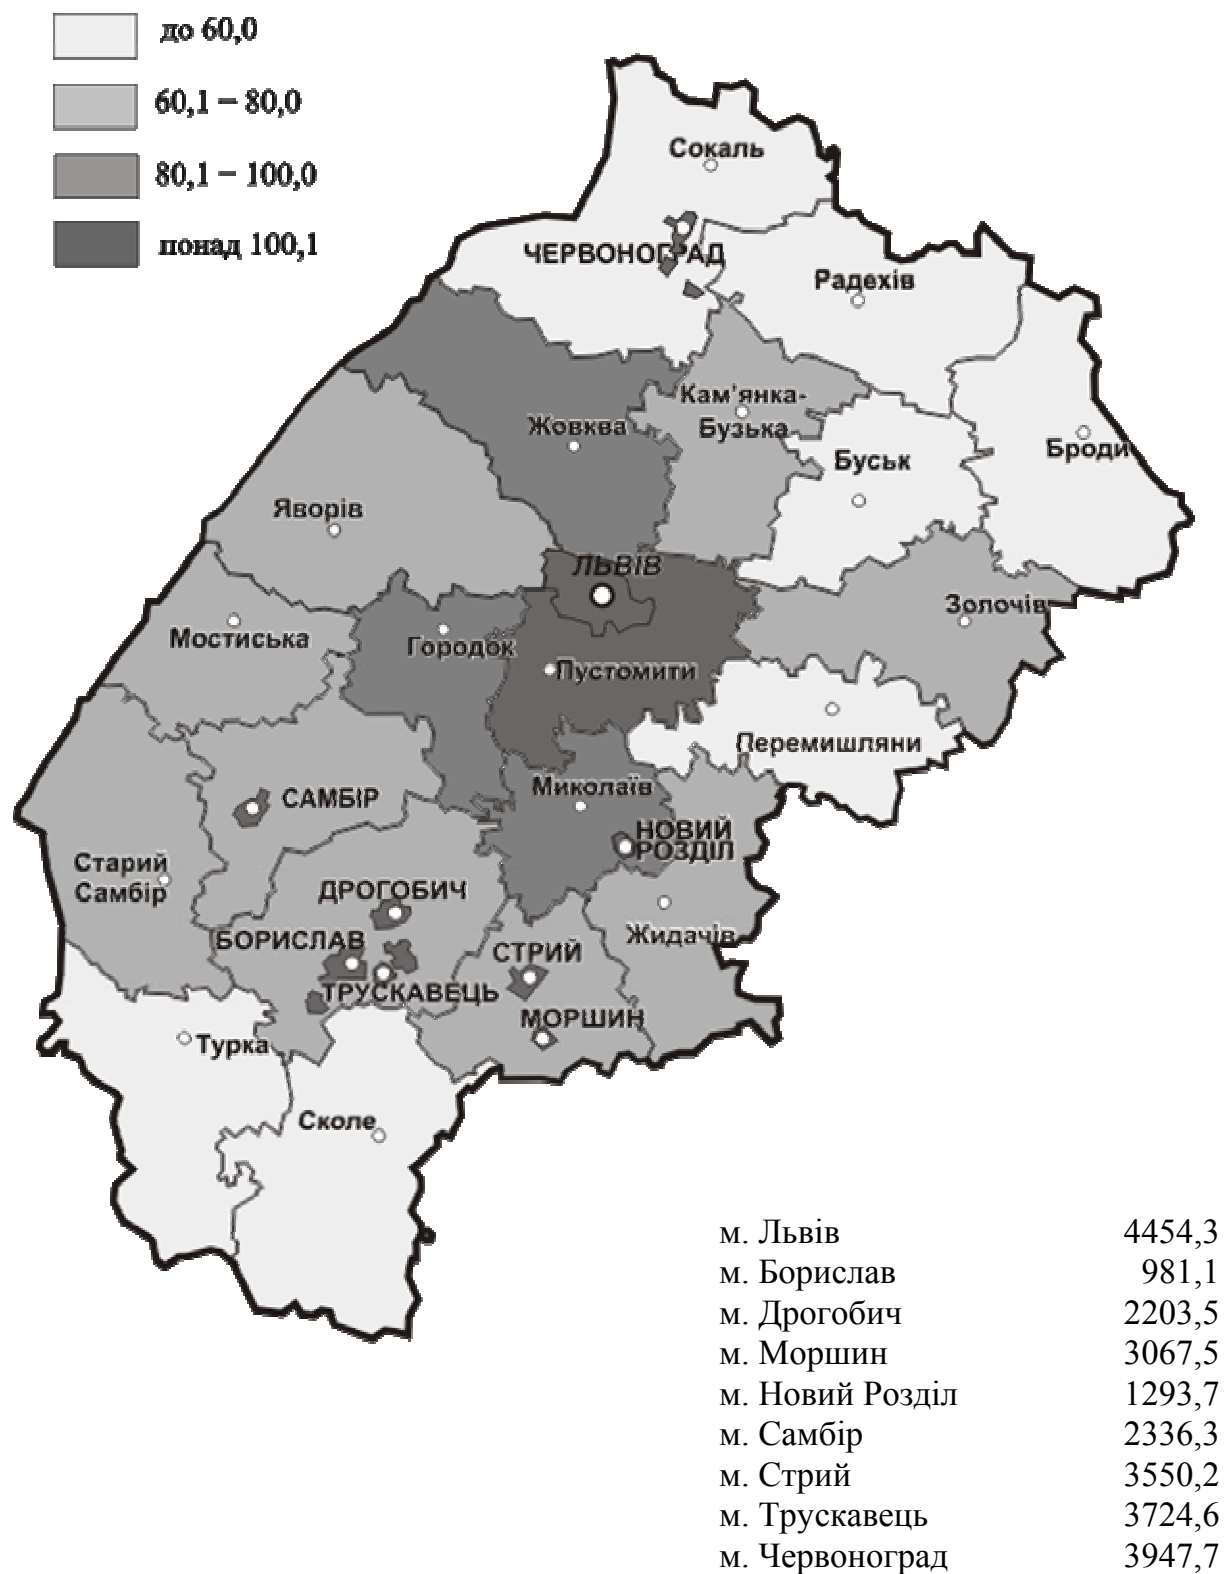 до 60,0
60,1 – 80,0
80,1 – 100,0
понад 100,1
Сокаль
ЧЕРВОНОГРАД
Радехів
Кам'янка-
Бузька
Жовква
Броди
Буськ
Яворів
ЛЬВІВ
Золочів
Мостиська
Городок
Пустомити
Перемишляни
Миколаїв
САМБІР
НОВИЙ
РОЗДІЛ
Старий
Самбір
ДРОГОБИЧ
Жидачів
БОРИСЛАВ
СТРИЙ
ТРУСКАВЕЦЬ
МОРШИН
Турка
Сколе
м. Львів 4454,3
м. Борислав 981,1
м. Дрогобич 2203,5
м. Моршин 3067,5
м. Новий Розділ 1293,7
м. Самбір 2336,3
м. Стрий 3550,2
м. Трускавець 3724,6
м. Червоноград 3947,7